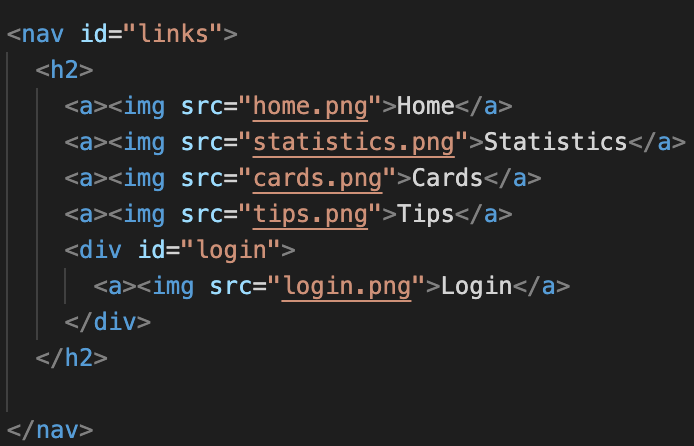 <nav id="links">
<h2>
<a><img src="home.png">Home</a>
<a><img src="statistics.png">Statistics</a>
<a><img src="cards.png">Cards</a>
<a><img src="tips.png">Tips</a>
<div id="login">
<a><img src="login.png">Login</a>
</div>
</h2>
</nav>